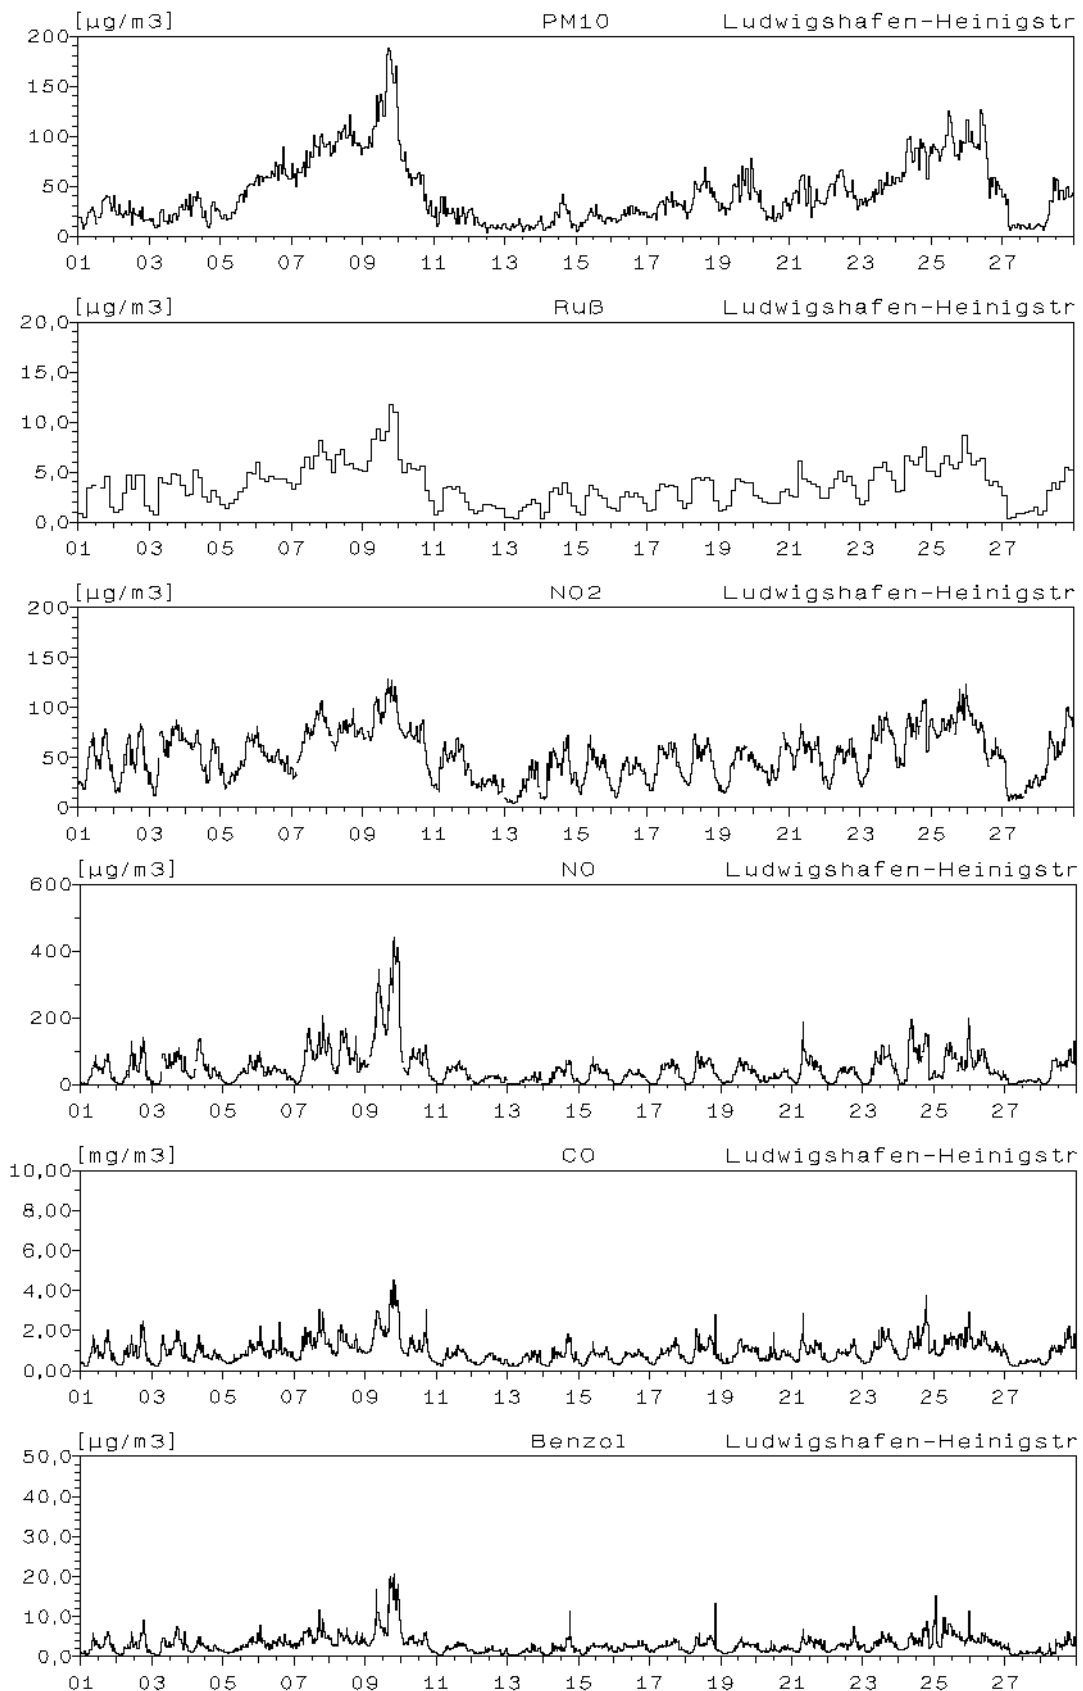 [µg/m3] PM10 Ludwigshafen-Heinigstr
200
150
100
50
0
01 03 05 07 09 11 13 15 17 19 21 23 25 27
[µg/m3] Ruß Ludwigshafen-Heinigstr
20,0
15,0
10,0
5,0
0,0
01 03 05 07 09 11 13 15 17 19 21 23 25 27
[µg/m3] NO2 Ludwigshafen-Heinigstr
200
150
100
50
0
01 03 05 07 09 11 13 15 17 19 21 23 25 27
[µg/m3] NO Ludwigshafen-Heinigstr
600
400
200
0
01 03 05 07 09 11 13 15 17 19 21 23 25 27
[mg/m3] CO Ludwigshafen-Heinigstr
10,00
8,00
6,00
4,00
2,00
0,00
01 03 05 07 09 11 13 15 17 19 21 23 25 27
[µg/m3] Benzol Ludwigshafen-Heinigstr
50,0
40,0
30,0
20,0
10,0
0,0
01 03 05 07 09 11 13 15 17 19 21 23 25 27